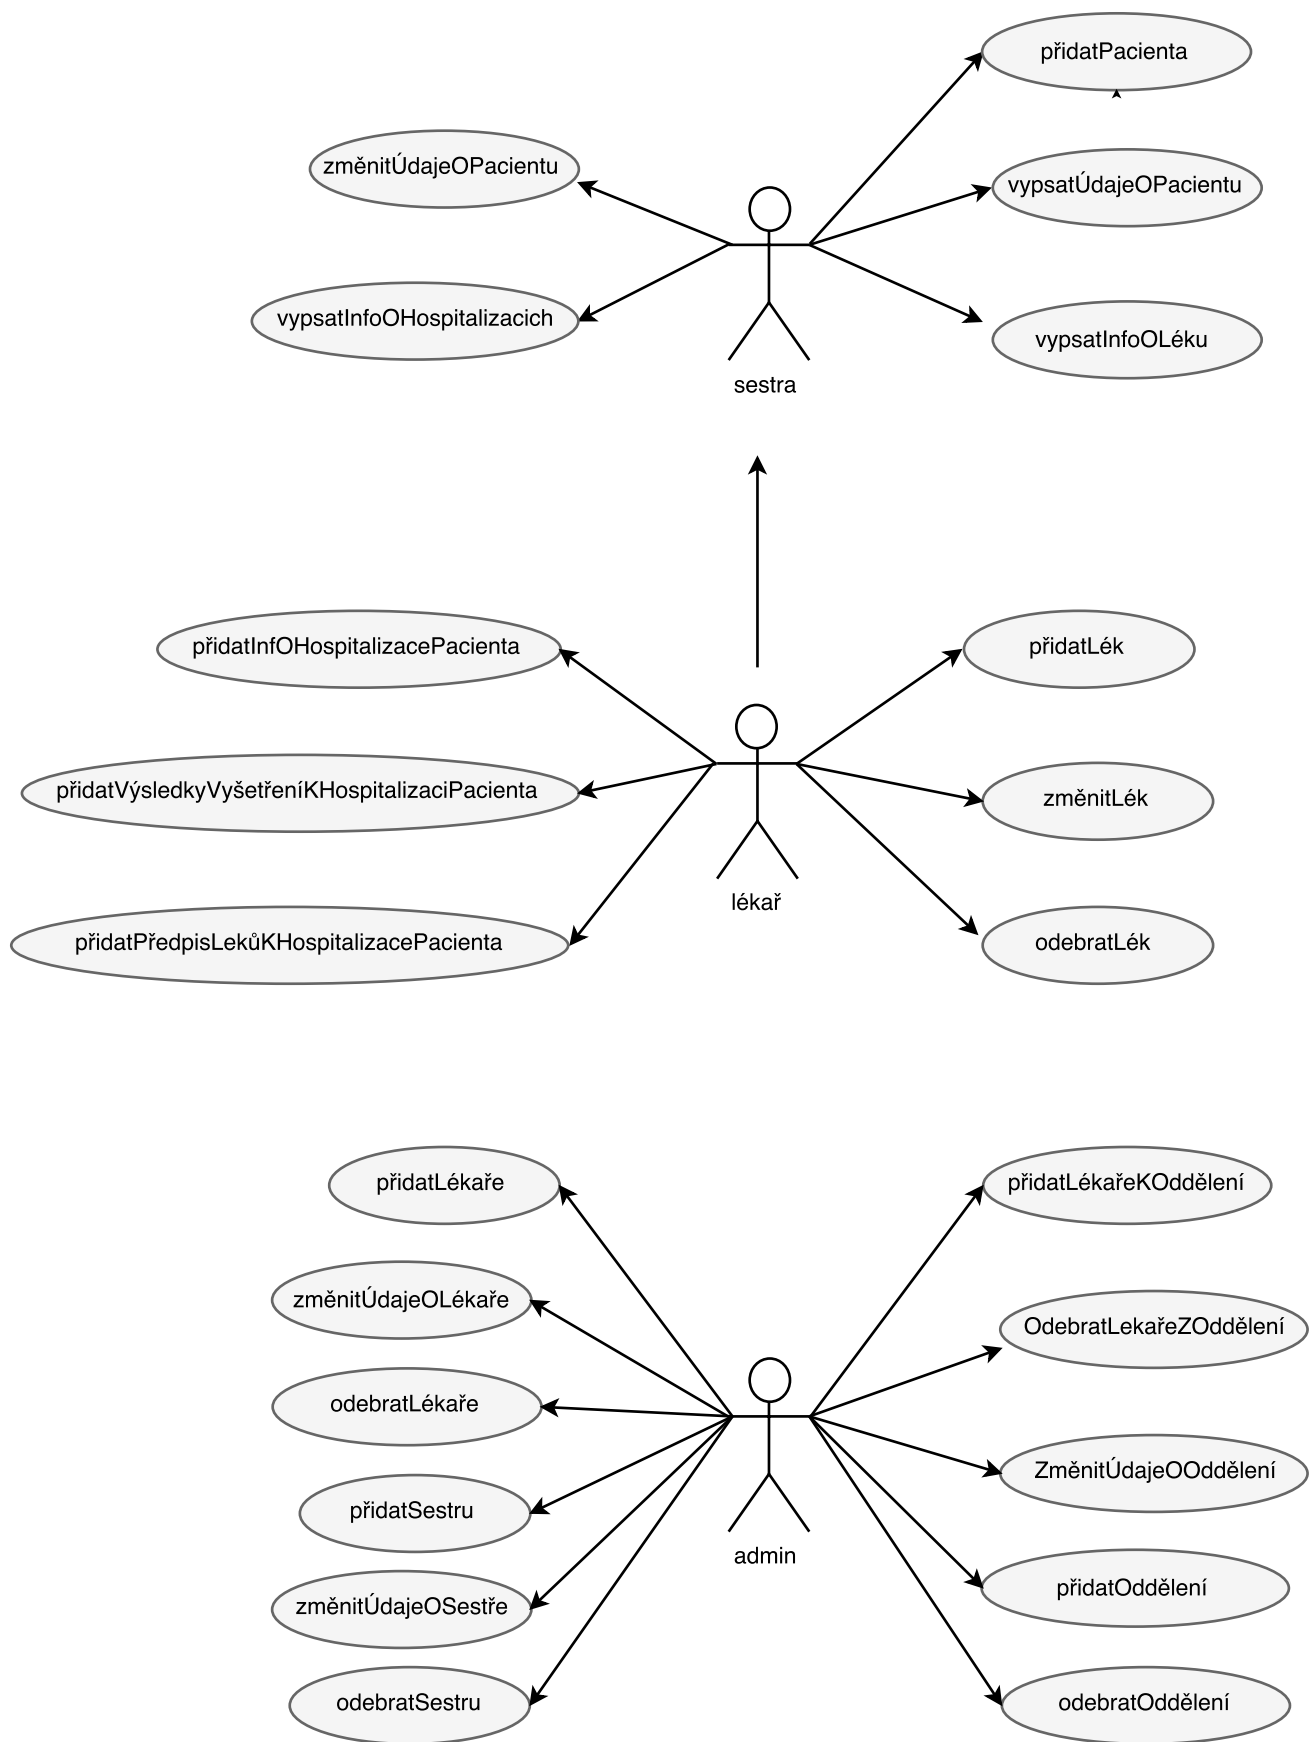 přidatPacienta
změnitÚdajeOPacientu
vypsatÚdajeOPacientu
vypsatInfoOHospitalizacich
vypsatInfoOLéku
sestra
přidatInfOHospitalizacePacienta
přidatLék
přidatVýsledkyVyšetřeníKHospitalizaciPacienta
změnitLék
lékař
přidatPředpisLekůKHospitalizacePacienta
odebratLék
přidatLékaře
přidatLékařeKOddělení
změnitÚdajeOLékaře
OdebratLekařeZOddělení
odebratLékaře
ZměnitÚdajeOOddělení
přidatSestru
admin
přidatOddělení
změnitÚdajeOSestře
odebratSestru
odebratOddělení